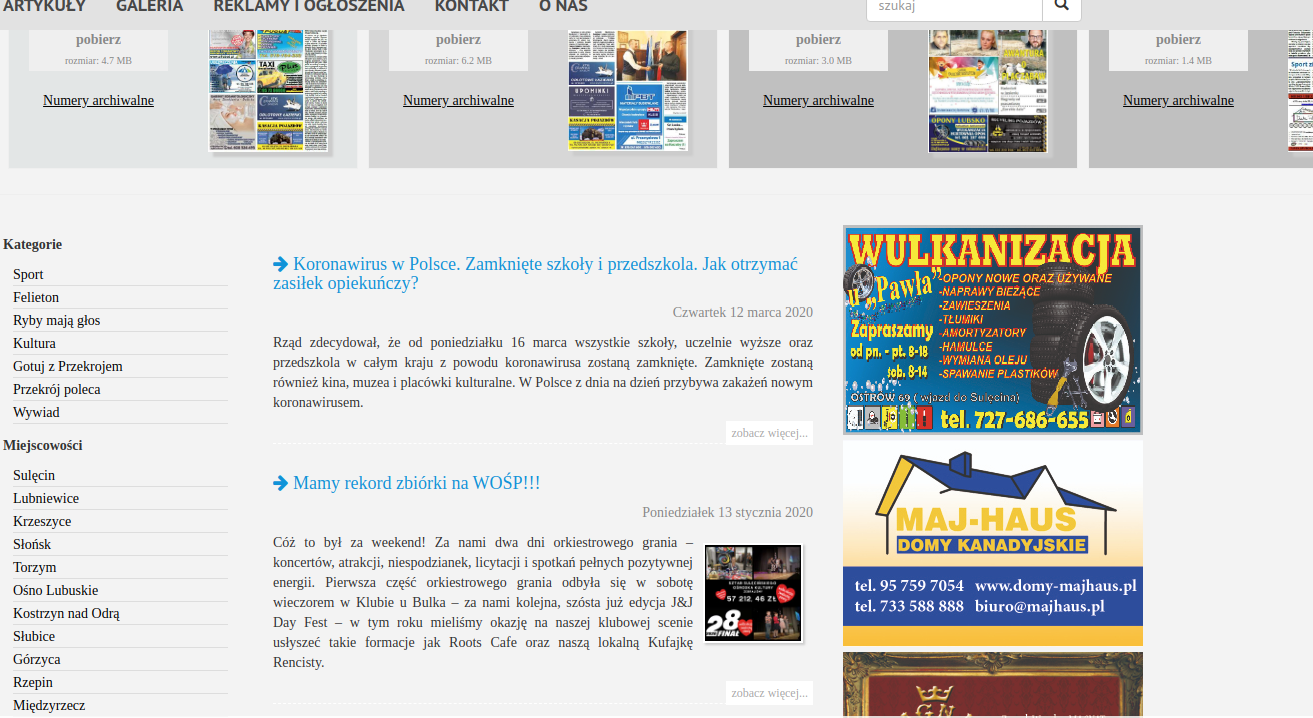 ARTYKUŁY GALERIA REKLAMY I OGŁOSZENIA KONTAKT O NAS szukaj
pobierz
rozmiar: 4.7 MB
Numery archiwalne
TAXI
KASACJA POJAZDÓW
pobierz
rozmiar: 6.2 MB
Numery archiwalne
UPOMINKI
KASACJA POJAZDÓW
pobierz
rozmiar: 3.0 MB
Numery archiwalne
OPONY LUBSKO
pobierz
rozmiar: 1.4 MB
Numery archiwalne
Kategorie
Sport
Felieton
Ryby mają głos
Kultura
Gotuj z Przekrojem
Przekrój poleca
Wywiad
Miejscowości
Sulęcin
Lubniewice
Krzeszyce
Słońsk
Torzym
Ośno Lubuskie
Kostrzyn nad Odrą
Słubice
Górzyca
Rzepin
Międzyrzecz
Koronawirus w Polsce. Zamknięte szkoły i przedszkola. Jak otrzymać
zasiłek opiekuńczy?
Czwartek 12 marca 2020
Rząd zdecydował, że od poniedziałku 16 marca wszystkie szkoły, uczelnie wyższe oraz
przedszkola w całym kraju z powodu koronawirusa zostaną zamknięte. Zamknięte zostaną
również kina, muzea i placówki kulturalne. W Polsce z dnia na dzień przybywa zakażeń nowym
koronawirusem.
zobacz więcej...
Mamy rekord zbiórki na WOŚP!!!
Poniedziałek 13 stycznia 2020
Cóż to był za weekend! Za nami dwa dni orkiestrowego grania –
koncertów, atrakcji, niespodzianek, licytacji i spotkań pełnych pozytywnej
energii. Pierwsza część orkiestrowego grania odbyła się w sobotę
wieczorem w Klubie u Bulka – za nami kolejna, szósta już edycja J&J
Day Fest – w tym roku mieliśmy okazję na naszej klubowej scenie
usłyszeć takie formacje jak Roots Cafe oraz naszą lokalną Kufajkę
Rencisty.
57 212, 46 ZŁ
28
FINAŁ
zobacz więcej...
WULKANIZACJA
u „Pawła”
Zapraszamy
od pn. - pt. 8-18
sob. 8-14
-OPONY NOWE ORAZ UŻYWANE
-NAPRAWY BIEŻĄCE
-ZAWIESZENIA
-TŁUMIKI
-AMORTYZATORY
-HAMULCE
-WYMIANA OLEJU
-SPAWANIE PLASTIKÓW
OSTRÓW 69 ( wjazd do Sulęcina)
tel. 727-686-655
MAJ-HAUS
DOMY KANADYJSKIE
tel. 95 759 7054 www.domy-majhaus.pl
tel. 733 588 888 biuro@majhaus.pl